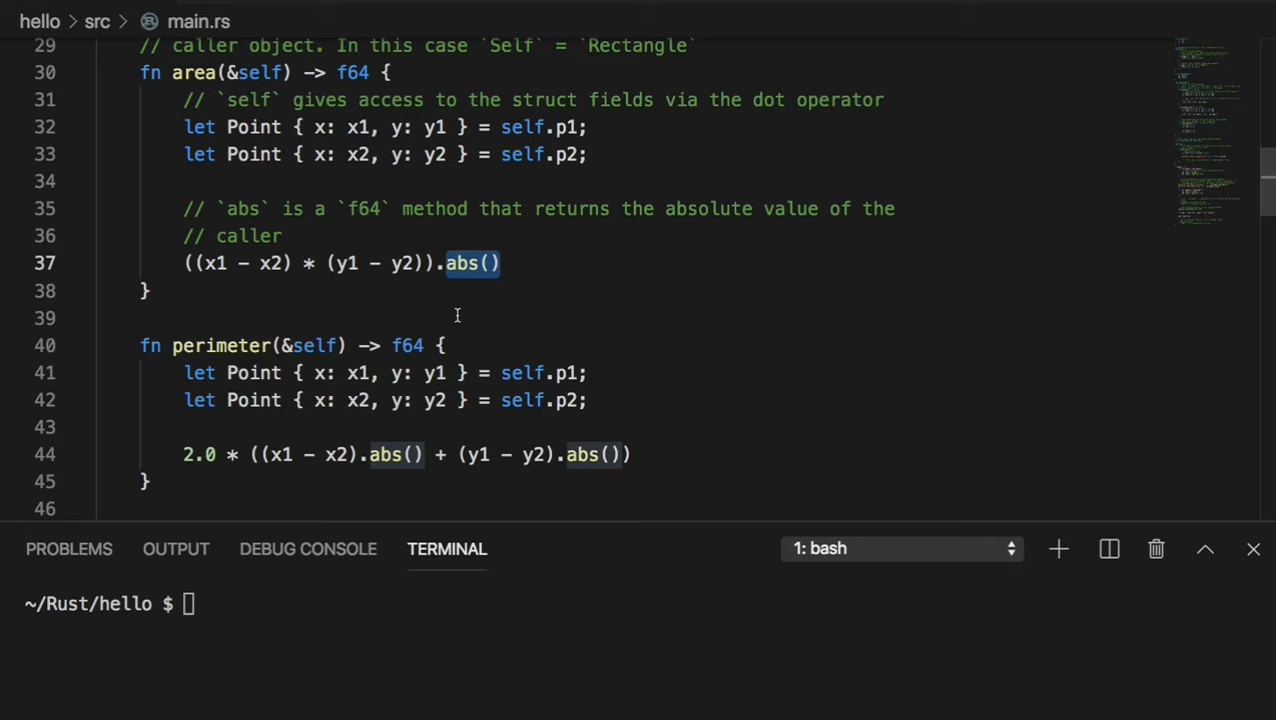 hello > src > main.rs
29 // caller object. In this case `Self` = `Rectangle`
30 fn area(&self) -> f64 {
31 // `self` gives access to the struct fields via the dot operator
32 let Point { x: x1, y: y1 } = self.p1;
33 let Point { x: x2, y: y2 } = self.p2;
34
35 // `abs` is a `f64` method that returns the absolute value of the
36 // caller
37 ((x1 - x2) * (y1 - y2)).abs()
38 }
39
40 fn perimeter(&self) -> f64 {
41 let Point { x: x1, y: y1 } = self.p1;
42 let Point { x: x2, y: y2 } = self.p2;
43
44 2.0 * ((x1 - x2).abs() + (y1 - y2).abs())
45 }
46
PROBLEMS OUTPUT DEBUG CONSOLE TERMINAL 1: bash
~/Rust/hello $